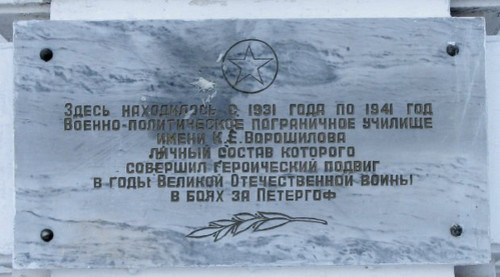 Здесь находилось с 1931 года по 1941 год
Военно-политическое пограничное училище
имени К.Е.Ворошилова
личный состав которого
совершил героический подвиг
в годы Великой Отечественной войны
в боях за Петергоф